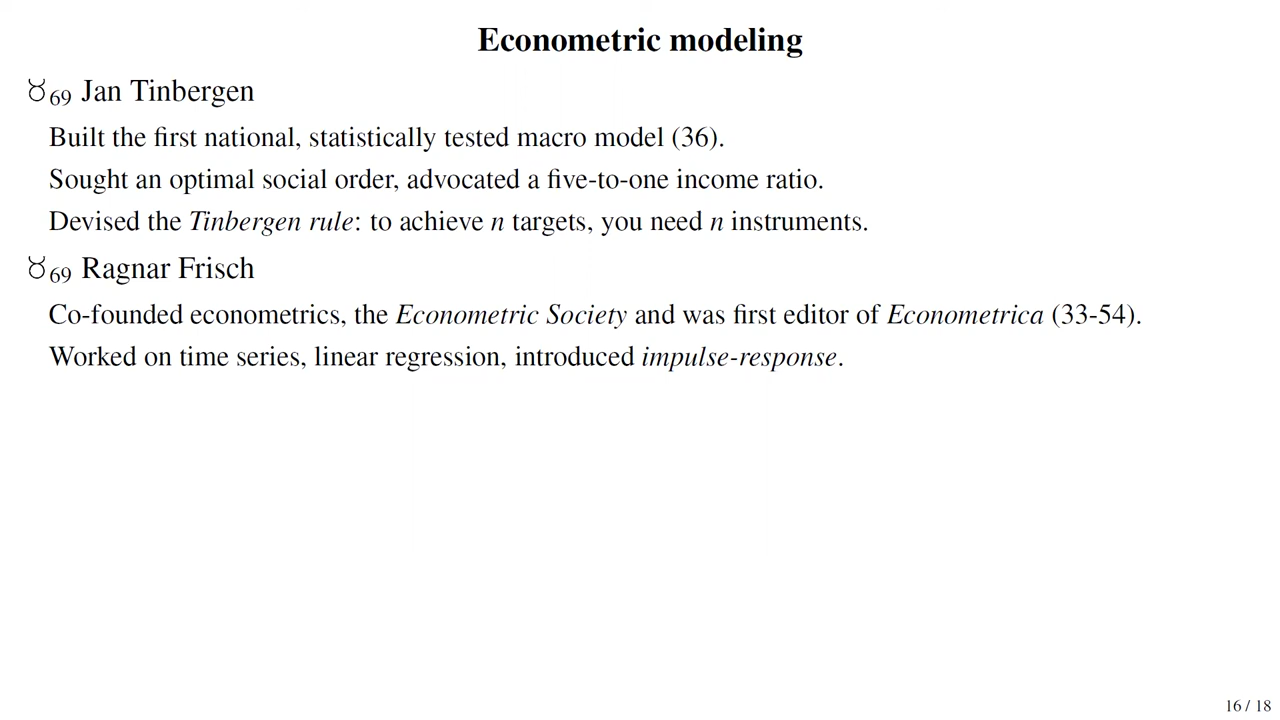 Econometric modeling
♉69 Jan Tinbergen
Built the first national, statistically tested macro model (36).
Sought an optimal social order, advocated a five-to-one income ratio.
Devised the Tinbergen rule: to achieve n targets, you need n instruments.
♉69 Ragnar Frisch
Co-founded econometrics, the Econometric Society and was first editor of Econometrica (33-54).
Worked on time series, linear regression, introduced impulse-response.
16 / 18